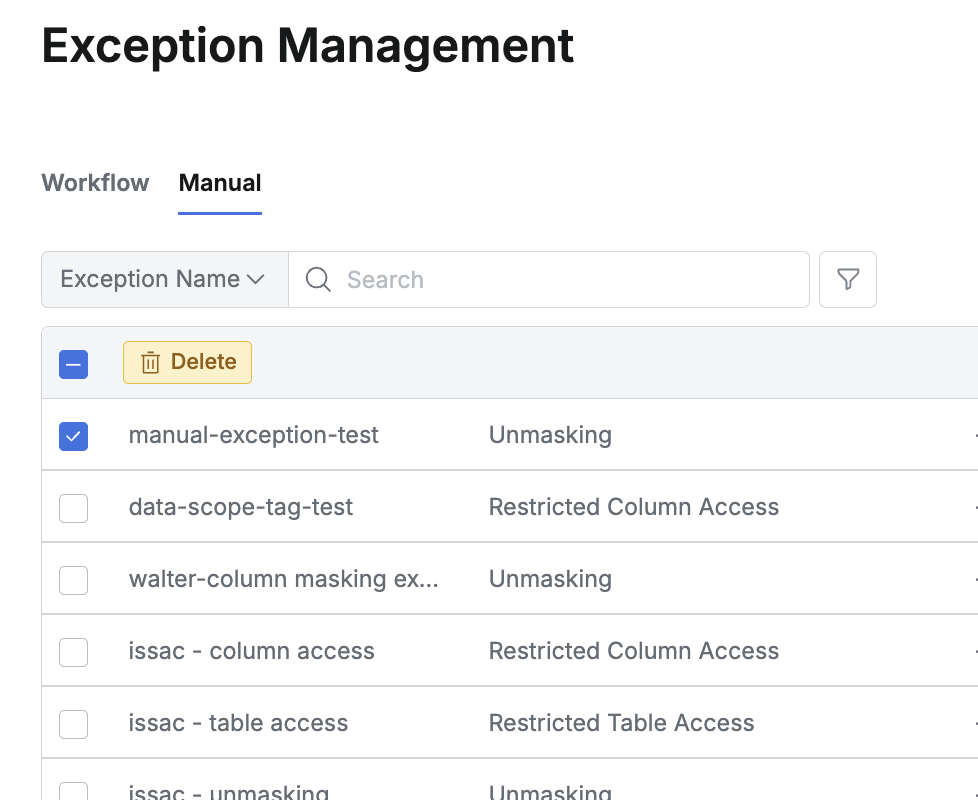 Exception Management
Workflow Manual
Exception Name Search
Delete
manual-exception-test Unmasking
data-scope-tag-test Restricted Column Access
walter-column masking ex... Unmasking
issac - column access Restricted Column Access
issac - table access Restricted Table Access
issac - unmasking Unmasking